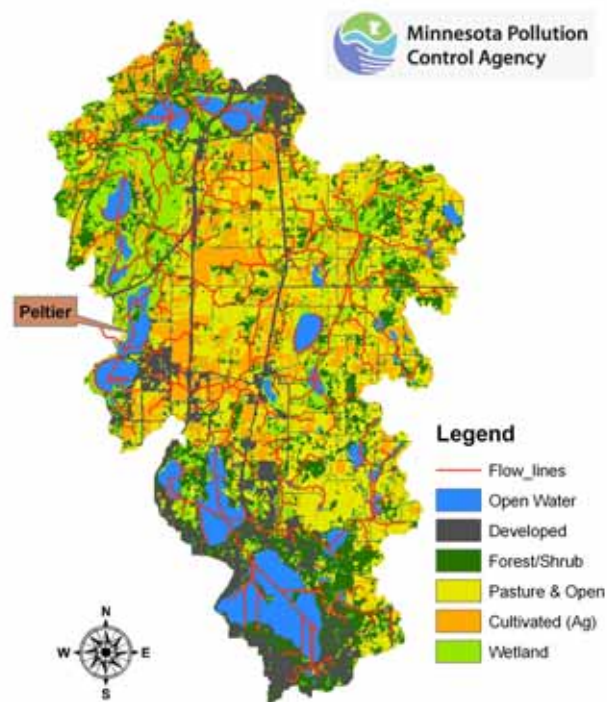 Minnesota Pollution
Control Agency
Peltier
Legend
Flow_lines
Open Water
Developed
Forest/Shrub
Pasture & Open
Cultivated (Ag)
Wetland
N
W E
S